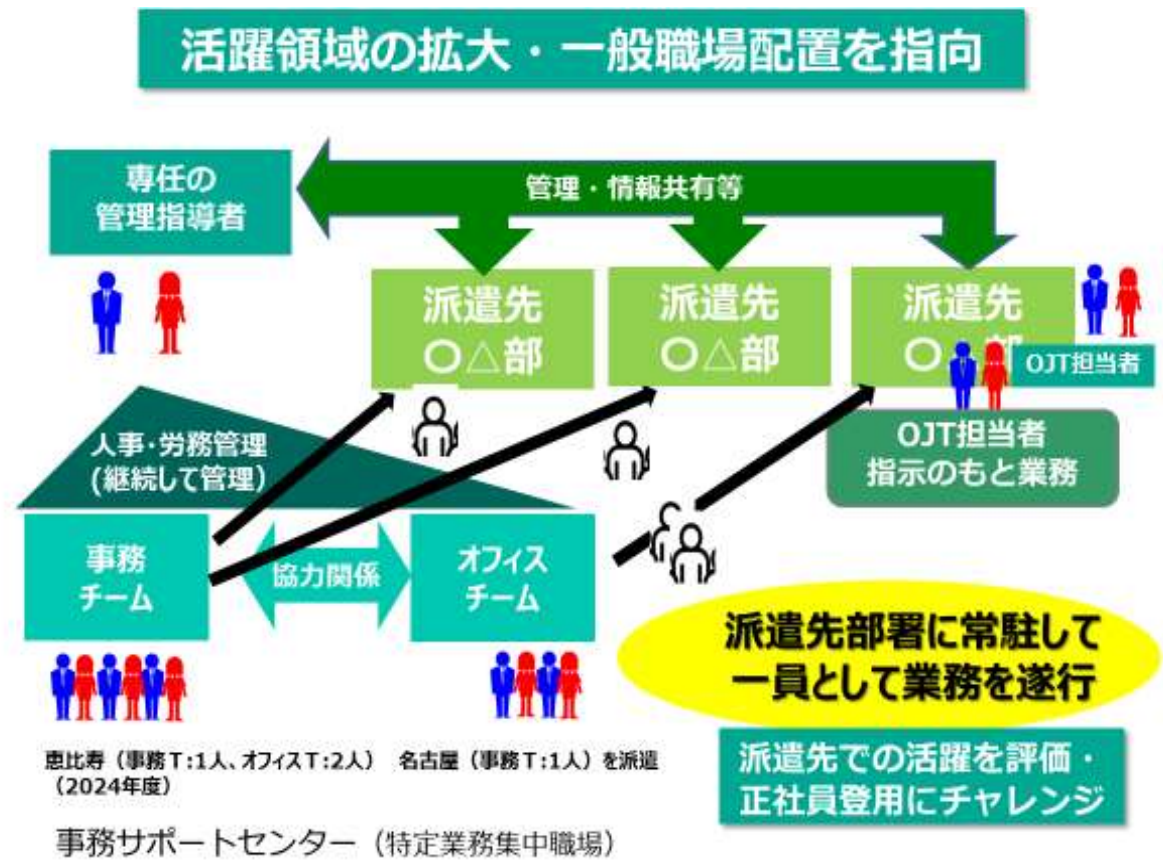 活躍領域の拡大・一般職場配置を指向
専任の
管理指導者
管理・情報共有等
派遣先
〇△部
派遣先
〇△部
派遣先
〇 部
OJT担当者
人事・労務管理
(継続して管理)
OJT担当者
指示のもと業務
事務
チーム
協力関係
オフィス
チーム
派遣先部署に常駐して
一員として業務を遂行
恵比寿（事務T:1人、オフィスT:2人） 名古屋（事務T:1人）を派遣
（2024年度）
派遣先での活躍を評価・
正社員登用にチャレンジ
事務サポートセンター（特定業務集中職場）